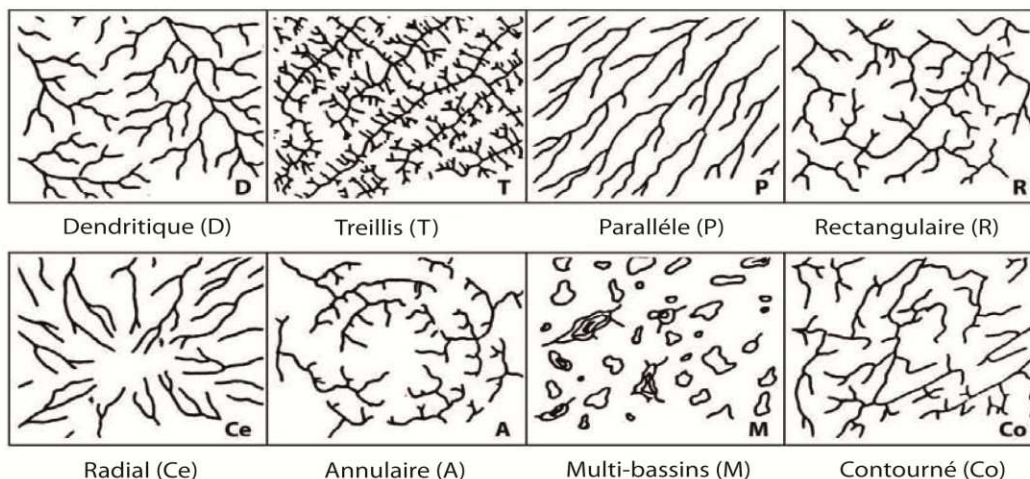 D T P R
Dendritique (D) Treillis (T) Paralléle (P) Rectangulaire (R)
Ce A M Co
Radial (Ce) Annulaire (A) Multi-bassins (M) Contourné (Co)